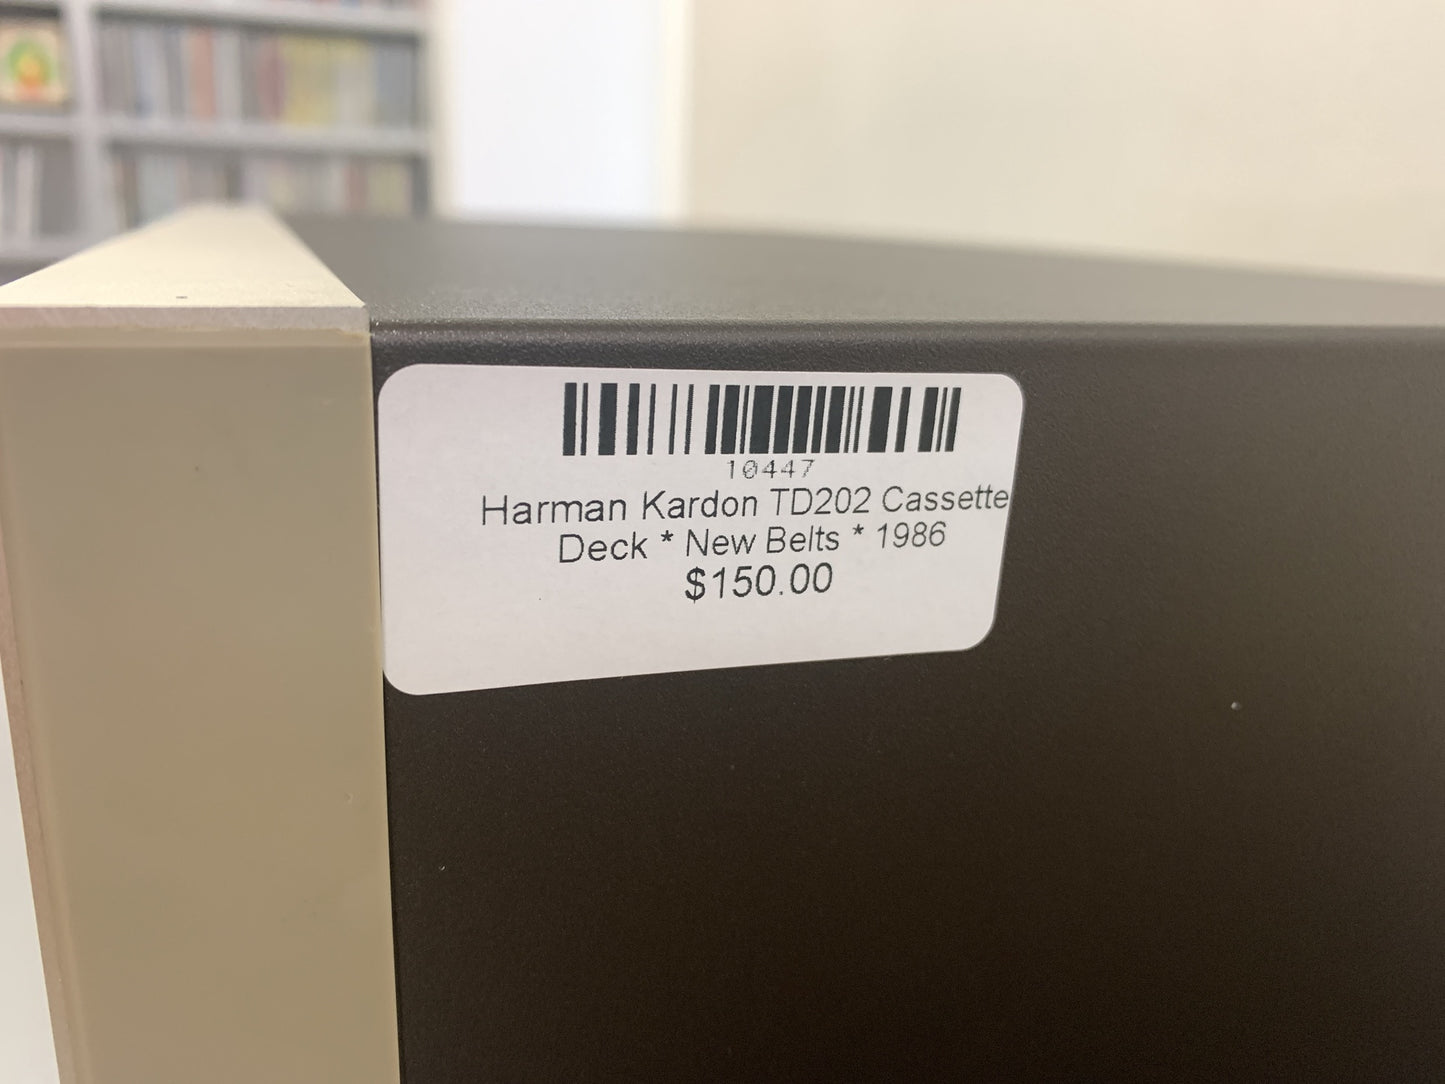 10447
Harman Kardon TD202 Cassette
Deck * New Belts * 1986
$150.00